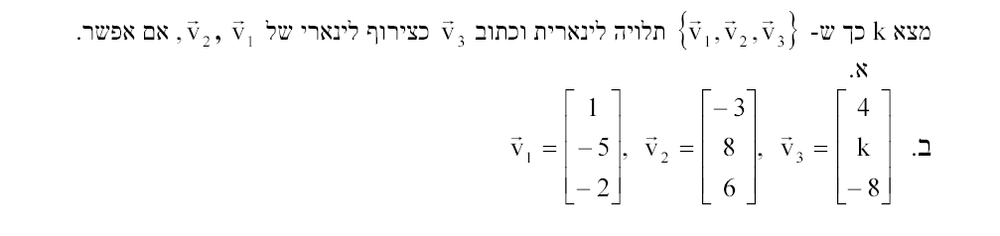 מצא k כך ש- {v⃗₁, v⃗₂, v⃗₃} תלויה לינארית וכתוב v⃗₃ כצירוף לינארי של v⃗₁, v⃗₂, אם אפשר.
א.
ב. v⃗₁ = [1, −5, −2], v⃗₂ = [−3, 8, 6], v⃗₃ = [4, k, −8]